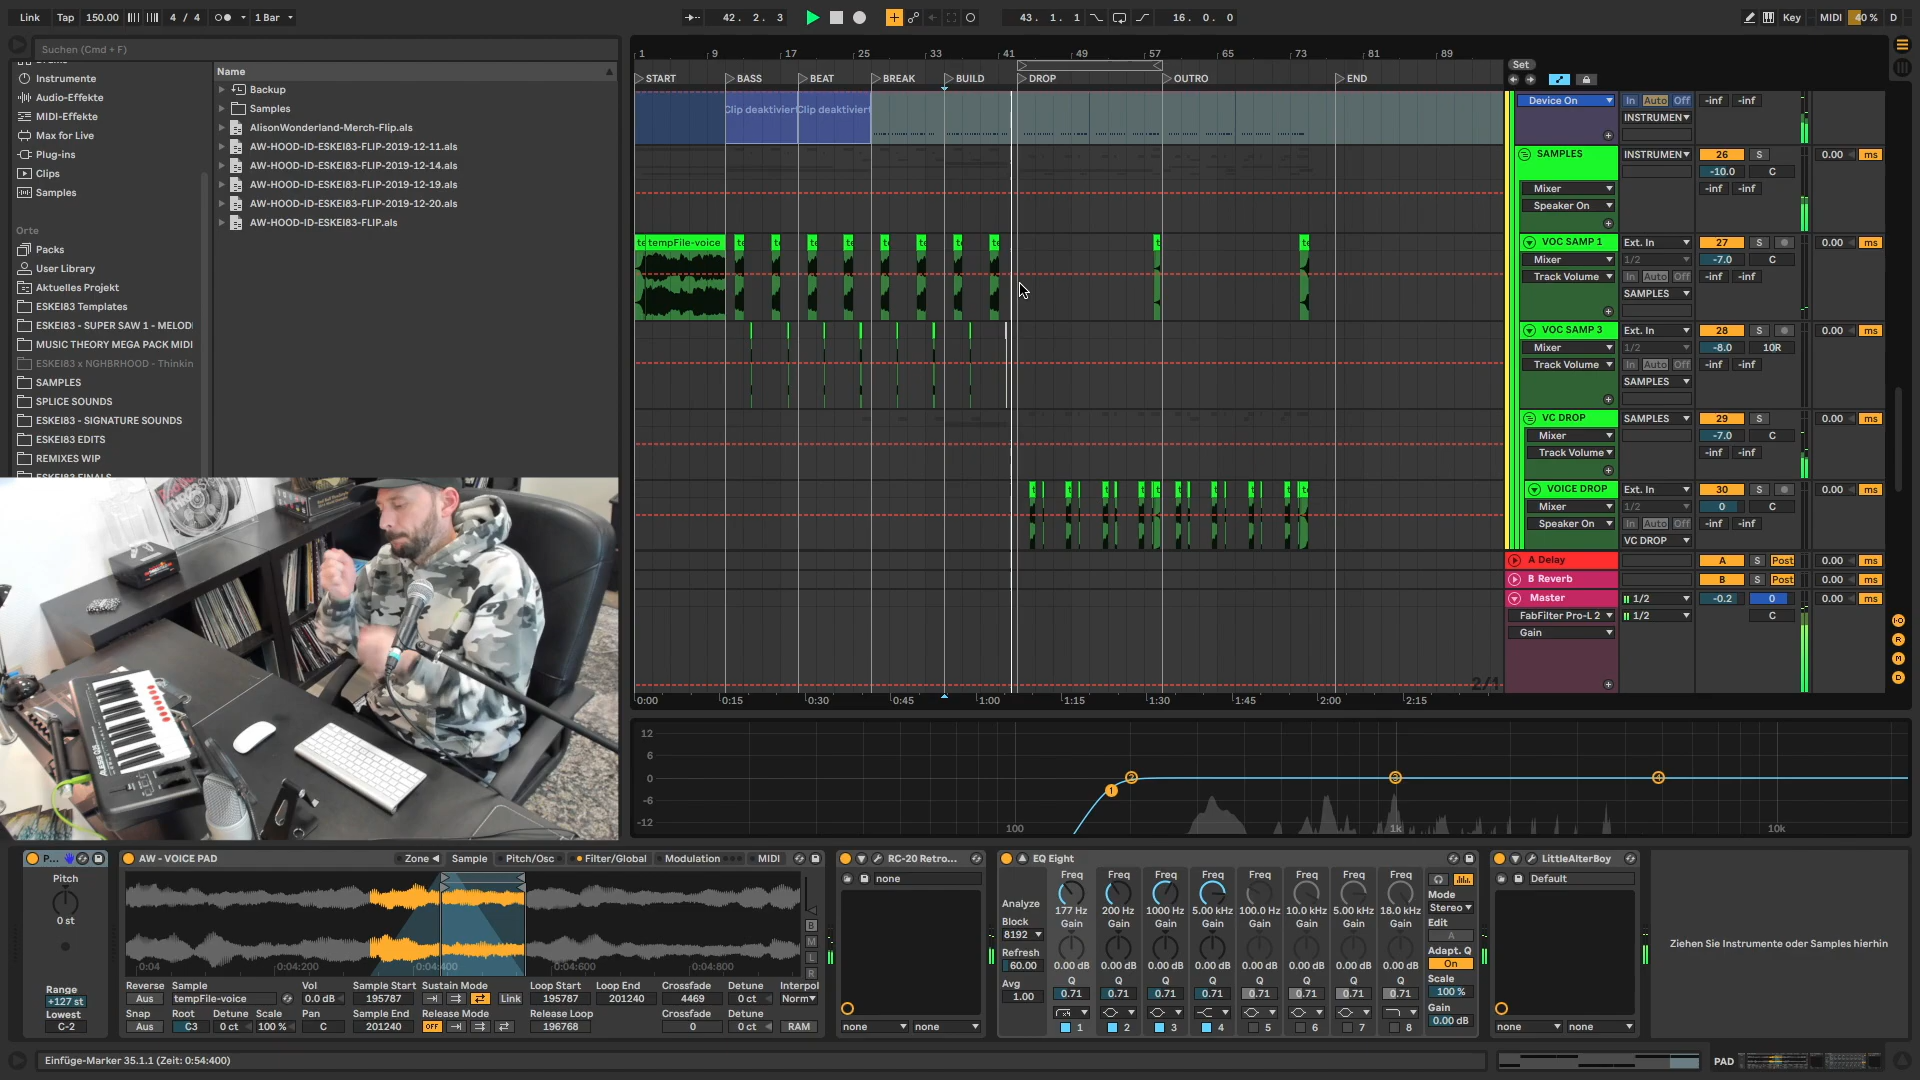 Link Tap 150.00 4 / 4 1 Bar 42. 2. 3 43. 1. 1 16. 0. 0 Key MIDI 40 % D
Suchen (Cmd + F)
Instrumente
Audio-Effekte
MIDI-Effekte
Max for Live
Plug-ins
Clips
Samples
Orte
Packs
User Library
Aktuelles Projekt
ESKEI83 Templates
ESKEI83 - SUPER SAW 1 - MELODI
MUSIC THEORY MEGA PACK MIDI
ESKEI83 x NGHBRHOOD - Thinkin
SAMPLES
SPLICE SOUNDS
ESKEI83 - SIGNATURE SOUNDS
ESKEI83 EDITS
REMIXES WIP
ESKEI83 FINALS
Name
Backup
Samples
AlisonWonderland-Merch-Flip.als
AW-HOOD-ID-ESKEI83-FLIP-2019-12-11.als
AW-HOOD-ID-ESKEI83-FLIP-2019-12-14.als
AW-HOOD-ID-ESKEI83-FLIP-2019-12-19.als
AW-HOOD-ID-ESKEI83-FLIP-2019-12-20.als
AW-HOOD-ID-ESKEI83-FLIP.als
1 9 17 25 33 41 49 57 65 73 81 89
START BASS BEAT BREAK BUILD DROP OUTRO END
Set
Clip deaktiviert Clip deaktiviert
tempFile-voice
Device On In Auto Off -inf -inf
INSTRUMEN
SAMPLES INSTRUMEN 26 S 0.00 ms
Mixer -10.0 C
Speaker On -inf -inf
VOC SAMP 1 Ext. In 27 S 0.00 ms
Mixer 1/2 -7.0 C
Track Volume In Auto Off -inf -inf
SAMPLES
VOC SAMP 3 Ext. In 28 S 0.00 ms
Mixer 1/2 -8.0 10R
Track Volume In Auto Off -inf -inf
SAMPLES
VC DROP SAMPLES 29 S 0.00 ms
Mixer -7.0 C
Track Volume -inf -inf
VOICE DROP Ext. In 30 S 0.00 ms
Mixer 1/2 0 C
Speaker On In Auto Off -inf -inf
VC DROP
A Delay A S Post 0.00 ms
B Reverb B S Post 0.00 ms
Master 1/2 -0.2 0 0.00 ms
FabFilter Pro-L 2 1/2 C
Gain
2/1
0:00 0:15 0:30 0:45 1:00 1:15 1:30 1:45 2:00 2:15
12
6
0
-6
-12
100 1k 10k
1 2 3 4
P...
Pitch
0 st
Range
+127 st
Lowest
C-2
AW - VOICE PAD Zone Sample Pitch/Osc Filter/Global Modulation MIDI
B
M
L
R
0:04 0:04:200 0:04:400 0:04:600 0:04:800
Reverse Sample Vol Sample Start Sustain Mode Loop Start Loop End Crossfade Detune Interpol
Aus tempFile-voice 0.0 dB 195787 Link 195787 201240 4469 0 ct Norm
Snap Root Detune Scale Pan Sample End Release Mode Release Loop Crossfade Detune
Aus C3 0 ct 100 % C 201240 OFF 196768 0 0 ct RAM
RC-20 Retro...
none
none none
EQ Eight
Analyze
Block
8192
Refresh
60.00
Avg
1.00
Freq Freq Freq Freq Freq Freq Freq Freq
177 Hz 200 Hz 1000 Hz 5.00 kHz 100.0 Hz 10.0 kHz 5.00 kHz 18.0 kHz
Gain Gain Gain Gain Gain Gain Gain Gain
0.00 dB 0.00 dB 0.00 dB 0.00 dB 0.00 dB 0.00 dB 0.00 dB 0.00 dB
Q Q Q Q Q Q Q Q
0.71 0.71 0.71 0.71 0.71 0.71 0.71 0.71
1 2 3 4 5 6 7 8
Mode
Stereo
Edit
A
Adapt. Q
On
Scale
100 %
Gain
0.00 dB
LittleAlterBoy
Default
none none
Ziehen Sie Instrumente oder Samples hierhin
Einfüge-Marker 35.1.1 (Zeit: 0:54:400)
PAD